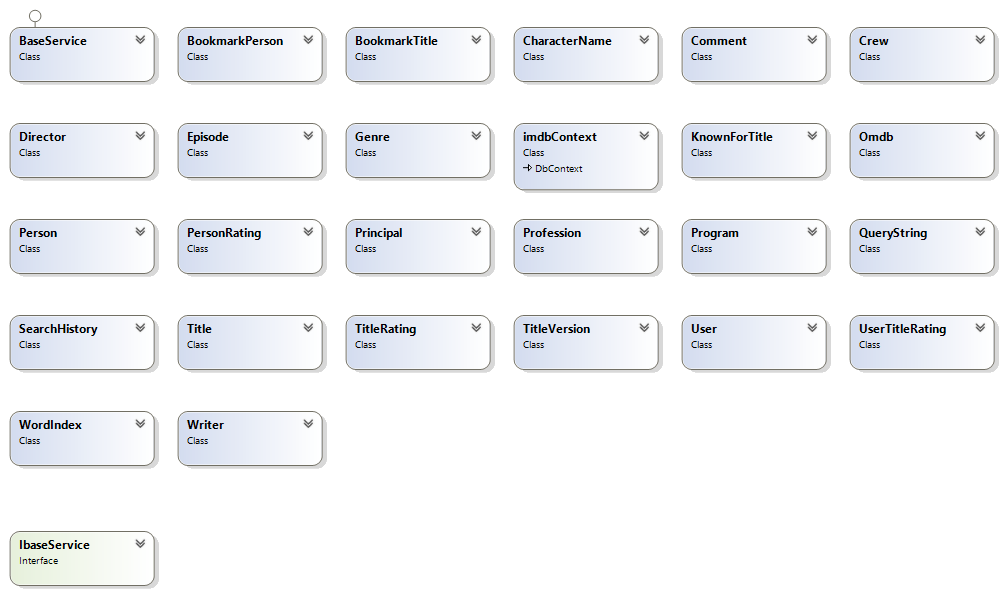 BaseService
Class
BookmarkPerson
Class
BookmarkTitle
Class
CharacterName
Class
Comment
Class
Crew
Class
Director
Class
Episode
Class
Genre
Class
imdbContext
Class
DbContext
KnownForTitle
Class
Omdb
Class
Person
Class
PersonRating
Class
Principal
Class
Profession
Class
Program
Class
QueryString
Class
SearchHistory
Class
Title
Class
TitleRating
Class
TitleVersion
Class
User
Class
UserTitleRating
Class
WordIndex
Class
Writer
Class
IbaseService
Interface